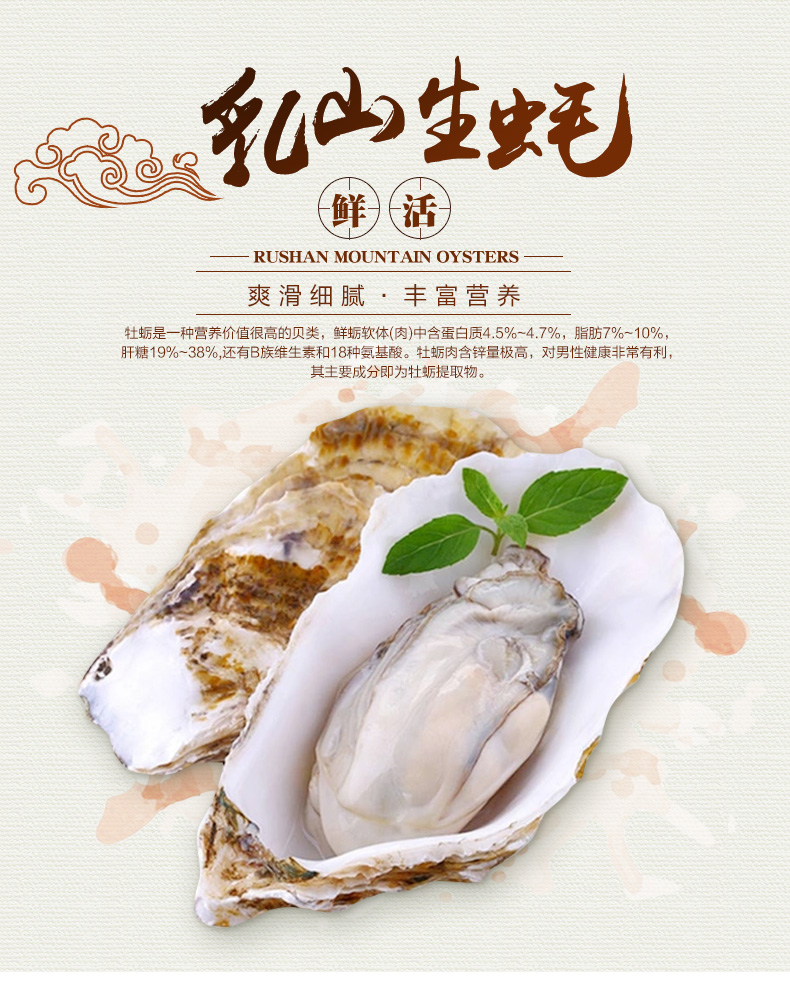 乳山生蚝
鲜活
RUSHAN MOUNTAIN OYSTERS
爽滑细腻·丰富营养
牡蛎是一种营养价值很高的贝类，鲜蛎软体(肉)中含蛋白质4.5%~4.7%，脂肪7%~10%，
肝糖19%~38%,还有B族维生素和18种氨基酸。牡蛎肉含锌量极高，对男性健康非常有利，
其主要成分即为牡蛎提取物。